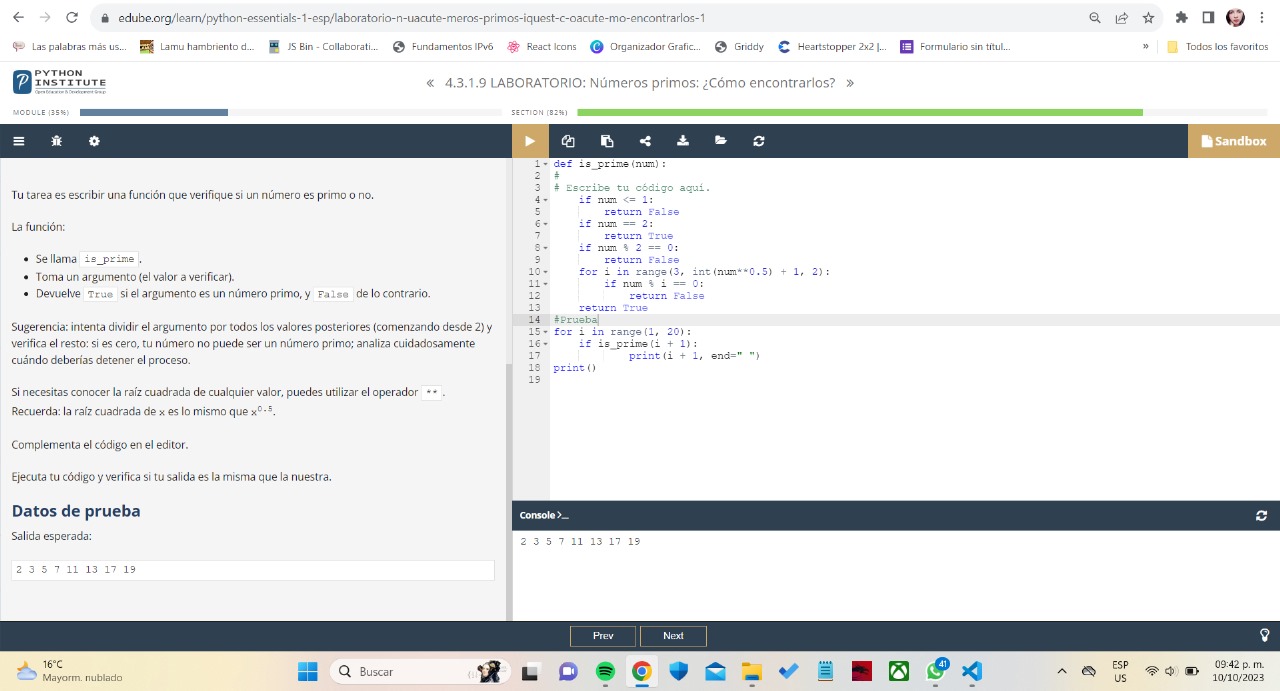 edube.org/learn/python-essentials-1-esp/laboratorio-n-uacute-meros-primos-iquest-c-oacute-mo-encontrarlos-1
Las palabras más us... Lamu hambriento d... JS Bin - Collaborati... Fundamentos IPv6 React Icons Organizador Grafic... Griddy Heartstopper 2x2 |... Formulario sin títul... » Todos los favoritos
PYTHON
INSTITUTE
Open Education & Development Group
« 4.3.1.9 LABORATORIO: Números primos: ¿Cómo encontrarlos? »
MODULE (35%) SECTION (82%)
Sandbox
Tu tarea es escribir una función que verifique si un número es primo o no.
La función:
Se llama is_prime.
Toma un argumento (el valor a verificar).
Devuelve True si el argumento es un número primo, y False de lo contrario.
Sugerencia: intenta dividir el argumento por todos los valores posteriores (comenzando desde 2) y
verifica el resto: si es cero, tu número no puede ser un número primo; analiza cuidadosamente
cuándo deberías detener el proceso.
Si necesitas conocer la raíz cuadrada de cualquier valor, puedes utilizar el operador **.
Recuerda: la raíz cuadrada de x es lo mismo que x^0.5.
Complementa el código en el editor.
Ejecuta tu código y verifica si tu salida es la misma que la nuestra.
Datos de prueba
Salida esperada:
2 3 5 7 11 13 17 19
1 def is_prime(num):
2 #
3 # Escribe tu código aquí.
4     if num <= 1:
5         return False
6     if num == 2:
7         return True
8     if num % 2 == 0:
9         return False
10     for i in range(3, int(num**0.5) + 1, 2):
11         if num % i == 0:
12             return False
13     return True
14 #Prueba
15 for i in range(1, 20):
16     if is_prime(i + 1):
17             print(i + 1, end=" ")
18 print()
19
Console >_
2 3 5 7 11 13 17 19
Prev Next
16°C
Mayorm. nublado
Buscar
41
ESP
US
09:42 p. m.
10/10/2023